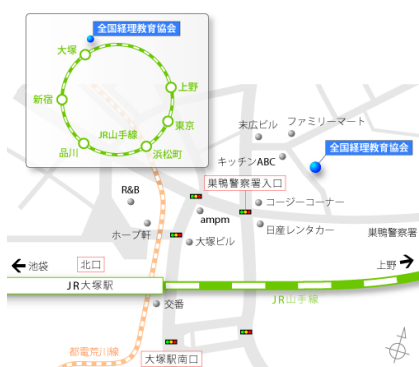 全国経理教育協会
大塚
上野
新宿
東京
JR山手線
品川
浜松町
末広ビル
ファミリーマート
全国経理教育協会
キッチンABC
巣鴨警察署入口
R&B
コージーコーナー
ampm
ホープ軒
日産レンタカー
巣鴨警察署
大塚ビル
池袋
北口
上野
JR大塚駅
JR山手線
交番
都電荒川線
大塚駅南口